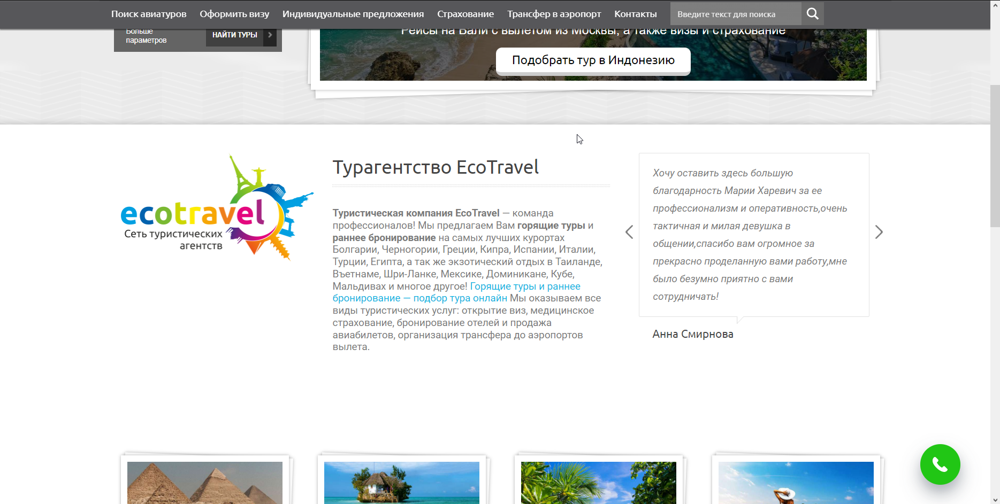 Поиск авиатуров
Оформить визу
Индивидуальные предложения
Страхование
Трансфер в аэропорт
Контакты
Введите текст для поиска
Больше
параметров
НАЙТИ ТУРЫ
Рейсы на Бали с вылетом из Москвы, а также визы и страхование
Подобрать тур в Индонезию
ecotravel
Сеть туристических
агентств
Турагентство EcoTravel
Туристическая компания EcoTravel — команда
профессионалов! Мы предлагаем Вам горящие туры и
раннее бронирование на самых лучших курортах
Болгарии, Черногории, Греции, Кипра, Испании, Италии,
Турции, Египта, а так же экзотический отдых в Таиланде,
Въетнаме, Шри-Ланке, Мексике, Доминикане, Кубе,
Мальдивах и многое другое! Горящие туры и раннее
бронирование — подбор тура онлайн Мы оказываем все
виды туристических услуг: открытие виз, медицинское
страхование, бронирование отелей и продажа
авиабилетов, организация трансфера до аэропортов
вылета.
Хочу оставить здесь большую
благодарность Марии Харевич за ее
профессионализм и оперативность,очень
тактичная и милая девушка в
общении,спасибо вам огромное за
прекрасно проделанную вами работу,мне
было безумно приятно с вами
сотрудничать!
Анна Смирнова